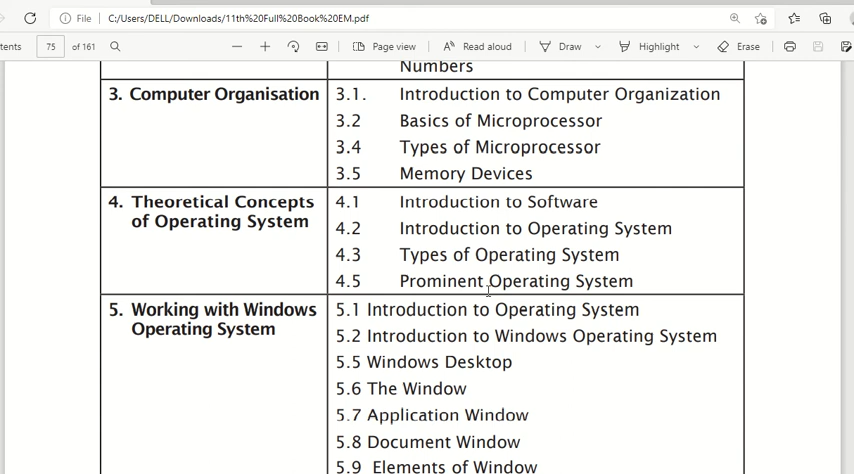 File C:/Users/DELL/Downloads/11th%20Full%20Book%20EM.pdf
tents 75 of 161 Page view Read aloud Draw Highlight Erase
Numbers
3. Computer Organisation
3.1. Introduction to Computer Organization
3.2 Basics of Microprocessor
3.4 Types of Microprocessor
3.5 Memory Devices
4. Theoretical Concepts
of Operating System
4.1 Introduction to Software
4.2 Introduction to Operating System
4.3 Types of Operating System
4.5 Prominent Operating System
5. Working with Windows
Operating System
5.1 Introduction to Operating System
5.2 Introduction to Windows Operating System
5.5 Windows Desktop
5.6 The Window
5.7 Application Window
5.8 Document Window
5.9 Elements of Window